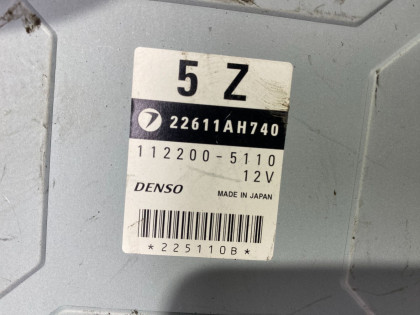 5 Z
22611AH740
112200-5110
12V
DENSO MADE IN JAPAN
*225110B*